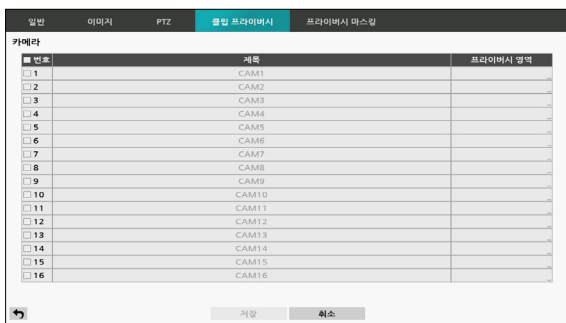 일반 이미지 PTZ 클립 프라이버시 프라이버시 마스킹
카메라
번호 제목 프라이버시 영역
1 CAM1 ...
2 CAM2 ...
3 CAM3 ...
4 CAM4 ...
5 CAM5 ...
6 CAM6 ...
7 CAM7 ...
8 CAM8 ...
9 CAM9 ...
10 CAM10 ...
11 CAM11 ...
12 CAM12 ...
13 CAM13 ...
14 CAM14 ...
15 CAM15 ...
16 CAM16 ...
저장 취소